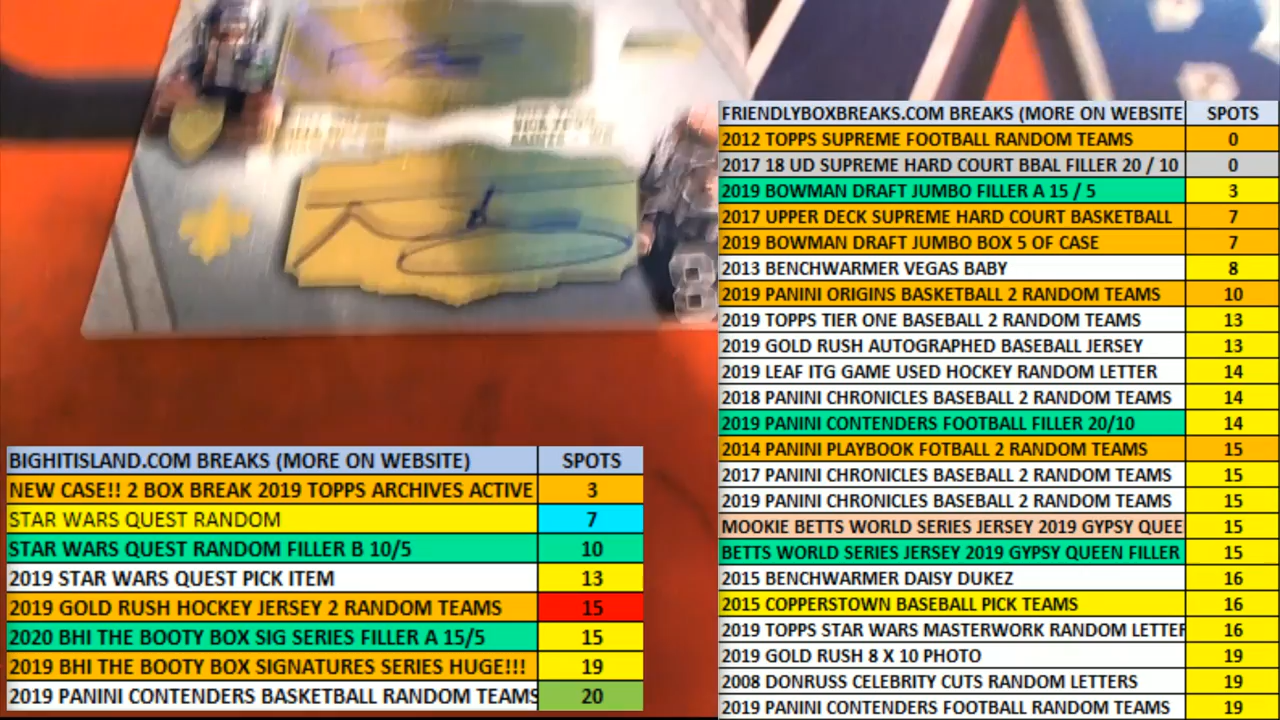 FRIENDLYBOXBREAKS.COM BREAKS (MORE ON WEBSITE SPOTS
2012 TOPPS SUPREME FOOTBALL RANDOM TEAMS 0
2017 18 UD SUPREME HARD COURT BBAL FILLER 20 / 10 0
2019 BOWMAN DRAFT JUMBO FILLER A 15 / 5 3
2017 UPPER DECK SUPREME HARD COURT BASKETBALL 7
2019 BOWMAN DRAFT JUMBO BOX 5 OF CASE 7
2013 BENCHWARMER VEGAS BABY 8
2019 PANINI ORIGINS BASKETBALL 2 RANDOM TEAMS 10
2019 TOPPS TIER ONE BASEBALL 2 RANDOM TEAMS 13
2019 GOLD RUSH AUTOGRAPHED BASEBALL JERSEY 13
2019 LEAF ITG GAME USED HOCKEY RANDOM LETTER 14
2018 PANINI CHRONICLES BASEBALL 2 RANDOM TEAMS 14
2019 PANINI CONTENDERS FOOTBALL FILLER 20/10 14
2014 PANINI PLAYBOOK FOTBALL 2 RANDOM TEAMS 15
2017 PANINI CHRONICLES BASEBALL 2 RANDOM TEAMS 15
2019 PANINI CHRONICLES BASEBALL 2 RANDOM TEAMS 15
MOOKIE BETTS WORLD SERIES JERSEY 2019 GYPSY QUEE 15
BETTS WORLD SERIES JERSEY 2019 GYPSY QUEEN FILLER 15
2015 BENCHWARMER DAISY DUKEZ 16
2015 COPPERSTOWN BASEBALL PICK TEAMS 16
2019 TOPPS STAR WARS MASTERWORK RANDOM LETTER 16
2019 GOLD RUSH 8 X 10 PHOTO 19
2008 DONRUSS CELEBRITY CUTS RANDOM LETTERS 19
2019 PANINI CONTENDERS FOOTBALL RANDOM TEAMS 19
BIGHITISLAND.COM BREAKS (MORE ON WEBSITE) SPOTS
NEW CASE!! 2 BOX BREAK 2019 TOPPS ARCHIVES ACTIVE 3
STAR WARS QUEST RANDOM 7
STAR WARS QUEST RANDOM FILLER B 10/5 10
2019 STAR WARS QUEST PICK ITEM 13
2019 GOLD RUSH HOCKEY JERSEY 2 RANDOM TEAMS 15
2020 BHI THE BOOTY BOX SIG SERIES FILLER A 15/5 15
2019 BHI THE BOOTY BOX SIGNATURES SERIES HUGE!!! 19
2019 PANINI CONTENDERS BASKETBALL RANDOM TEAMS 20